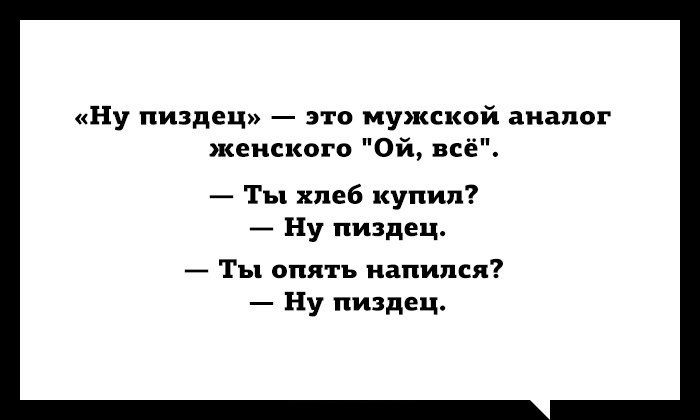 «Ну пиздец» — это мужской аналог
женского "Ой, всё".
— Ты хлеб купил?
— Ну пиздец.
— Ты опять напился?
— Ну пиздец.